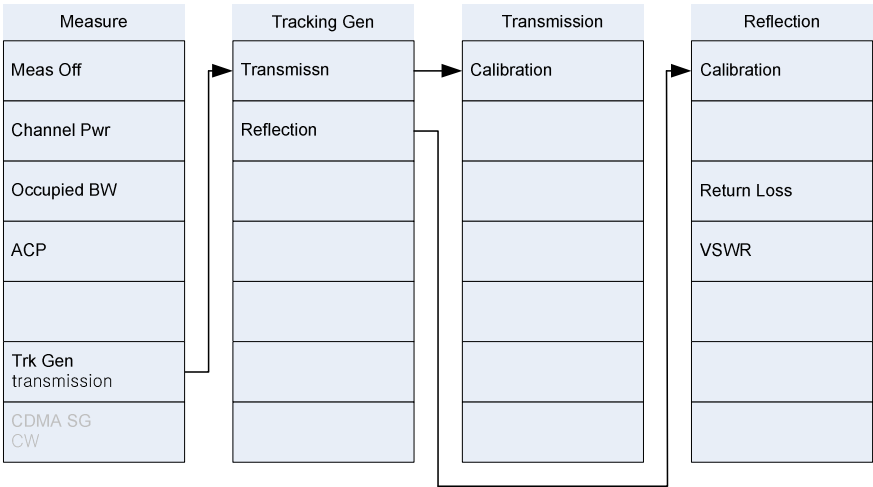 Measure
Meas Off
Channel Pwr
Occupied BW
ACP
Trk Gen
transmission
CDMA SG
CW
Tracking Gen
Transmissn
Reflection
Transmission
Calibration
Reflection
Calibration
Return Loss
VSWR